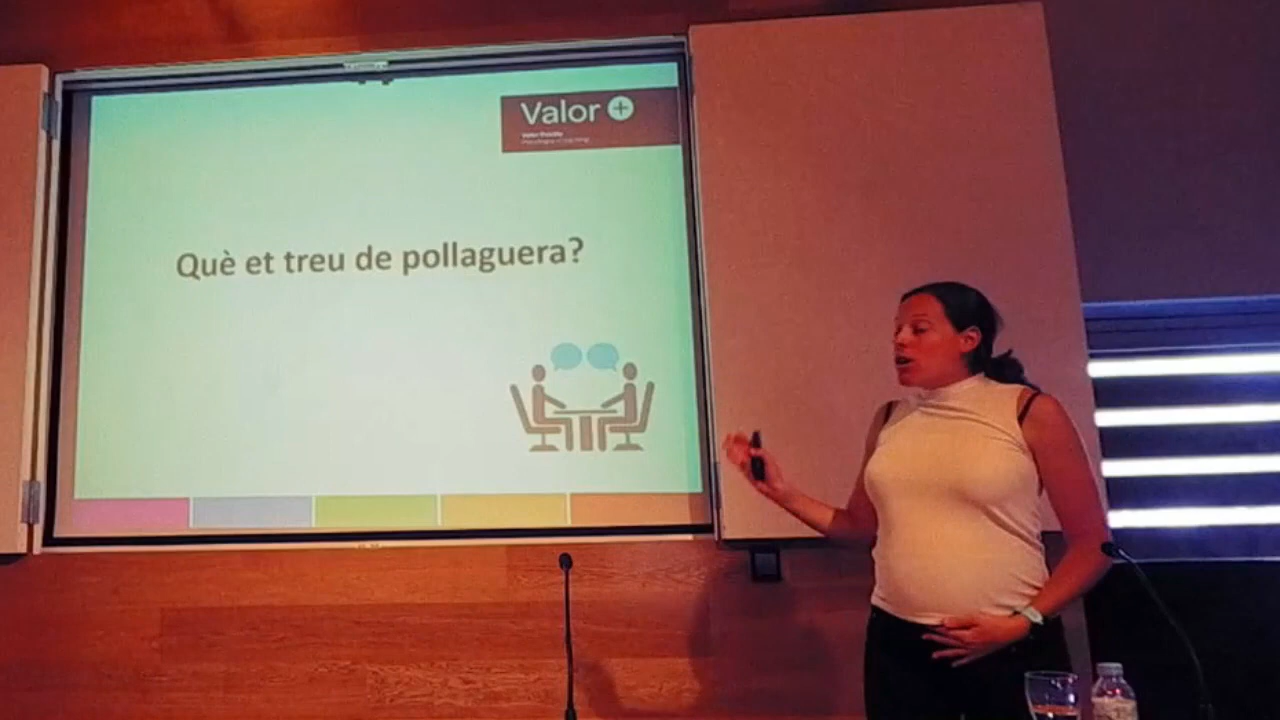 Valor +
Què et treu de pollaguera?